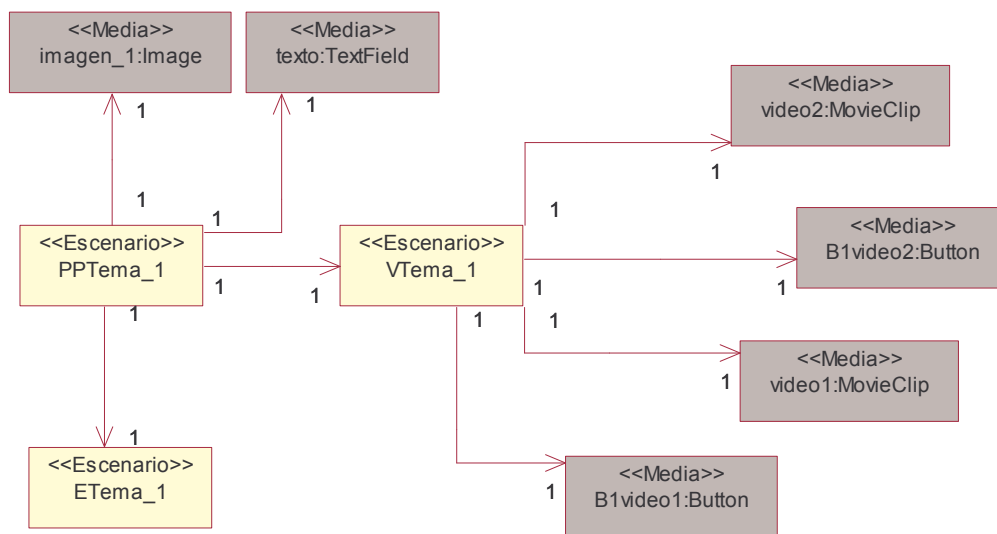 <<Media>>
imagen_1:Image
<<Media>>
texto:TextField
<<Media>>
video2:MovieClip
1
1
1
1
1
1
<<Escenario>>
PPTema_1
<<Escenario>>
VTema_1
<<Media>>
B1video2:Button
1
1
1
1
1
1
1
<<Media>>
video1:MovieClip
1
1
<<Escenario>>
ETema_1
<<Media>>
B1video1:Button
1